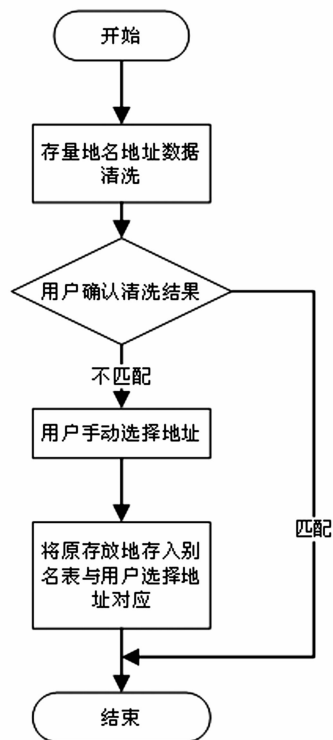 开始
存量地名地址数据
清洗
用户确认清洗结果
不匹配
用户手动选择地址
匹配
将原存放地存入别
名表与用户选择地
址对应
结束